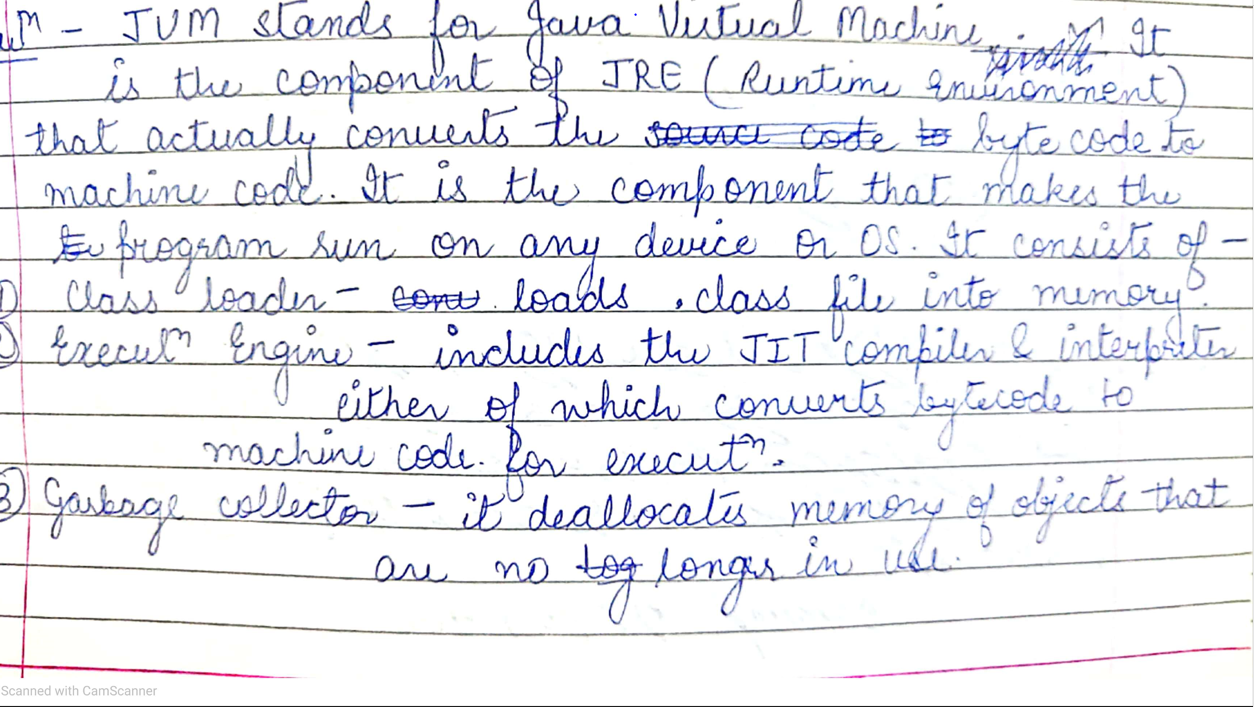 JVM stands for Java Virtual Machine. It
is the component of JRE (Runtime Environment)
that actually converts the source code to byte code to
machine code. It is the component that makes the
program run on any device or OS. It consists of -
① Class loader - conv loads .class file into memory.
② Executⁿ Engine - includes the JIT compiler & interpreter
either of which converts bytecode to
machine code. for executⁿ.
③ Garbage collector - it deallocates memory of objects that
are no log longer in use.
Scanned with CamScanner